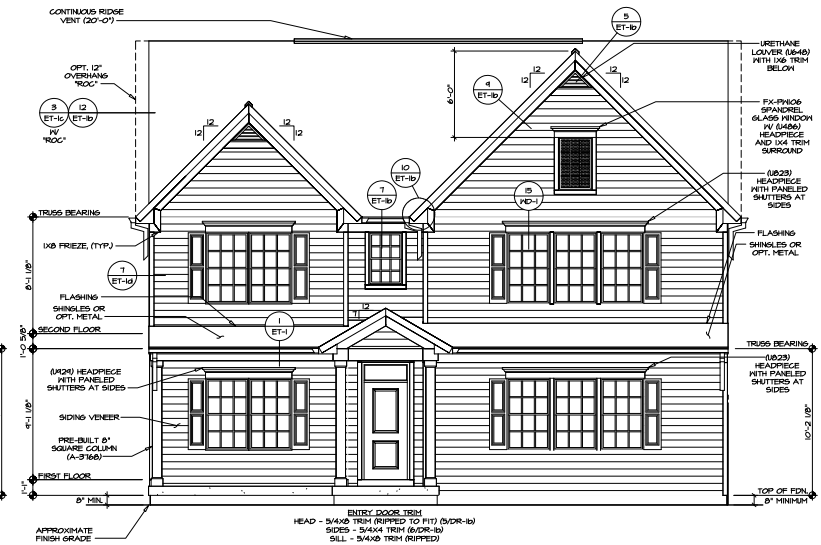 CONTINUOUS RIDGE
VENT (20'-0")
5
ET-1b
OPT. 12"
OVERHANG
"ROC"
12
12
12
12
URETHANE
LOUVER (U648)
WITH 1X6 TRIM
BELOW
6'-0"
9
ET-1b
3
ET-1c
12
ET-1b
W/
"ROC"
12
12
12
12
FX-PW106
SPANDREL
GLASS WINDOW
W/ (U486)
HEADPIECE
AND 1X4 TRIM
SURROUND
10
ET-1b
7
ET-1b
15
WD-1
(U823)
HEADPIECE
WITH PANELED
SHUTTERS AT
SIDES
TRUSS BEARING
1X8 FRIEZE, (TYP.)
FLASHING
SHINGLES OR
OPT. METAL
7
ET-1d
8'-1 1/8"
FLASHING
SHINGLES OR
OPT. METAL
12
7
1
ET-1
SECOND FLOOR
1'-0 5/8"
TRUSS BEARING
(U929) HEADPIECE
WITH PANELED
SHUTTERS AT SIDES
(U823)
HEADPIECE
WITH PANELED
SHUTTERS AT
SIDES
9'-1 1/8"
10'-2 1/8"
SIDING VENEER
PRE-BUILT 8"
SQUARE COLUMN
(A-3768)
FIRST FLOOR
1'-1"
TOP OF FDN.
8" MIN.
8" MINIMUM
APPROXIMATE
FINISH GRADE
ENTRY DOOR TRIM
HEAD - 5/4X8 TRIM (RIPPED TO FIT) (5/DR-1b)
SIDES - 5/4X4 TRIM (6/DR-1b)
SILL - 5/4X8 TRIM (RIPPED)